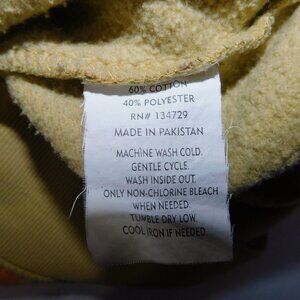 60% COTTON
40% POLYESTER
RN# 134729
MADE IN PAKISTAN
MACHINE WASH COLD.
GENTLE CYCLE.
WASH INSIDE OUT.
ONLY NON-CHLORINE BLEACH
WHEN NEEDED.
TUMBLE DRY LOW
COOL IRON IF NEEDED.